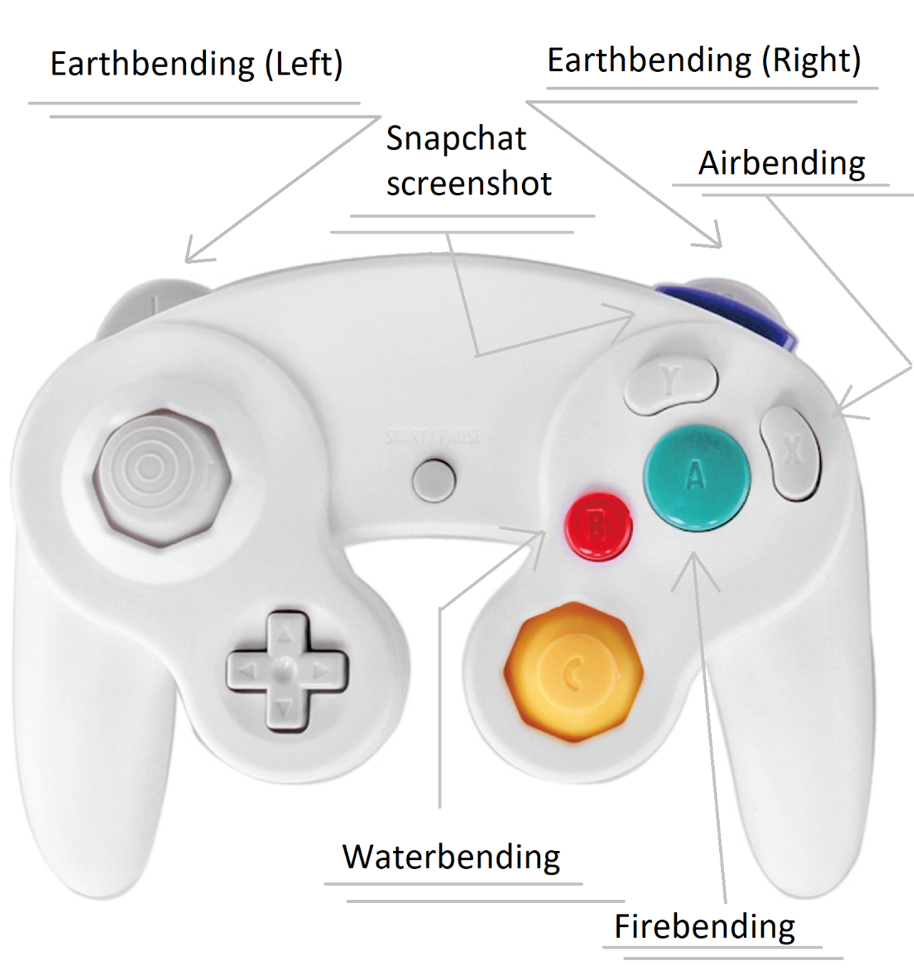 Earthbending (Left)
Earthbending (Right)
Snapchat
screenshot
Airbending
Y
X
START/PAUSE
A
B
C
Waterbending
Firebending